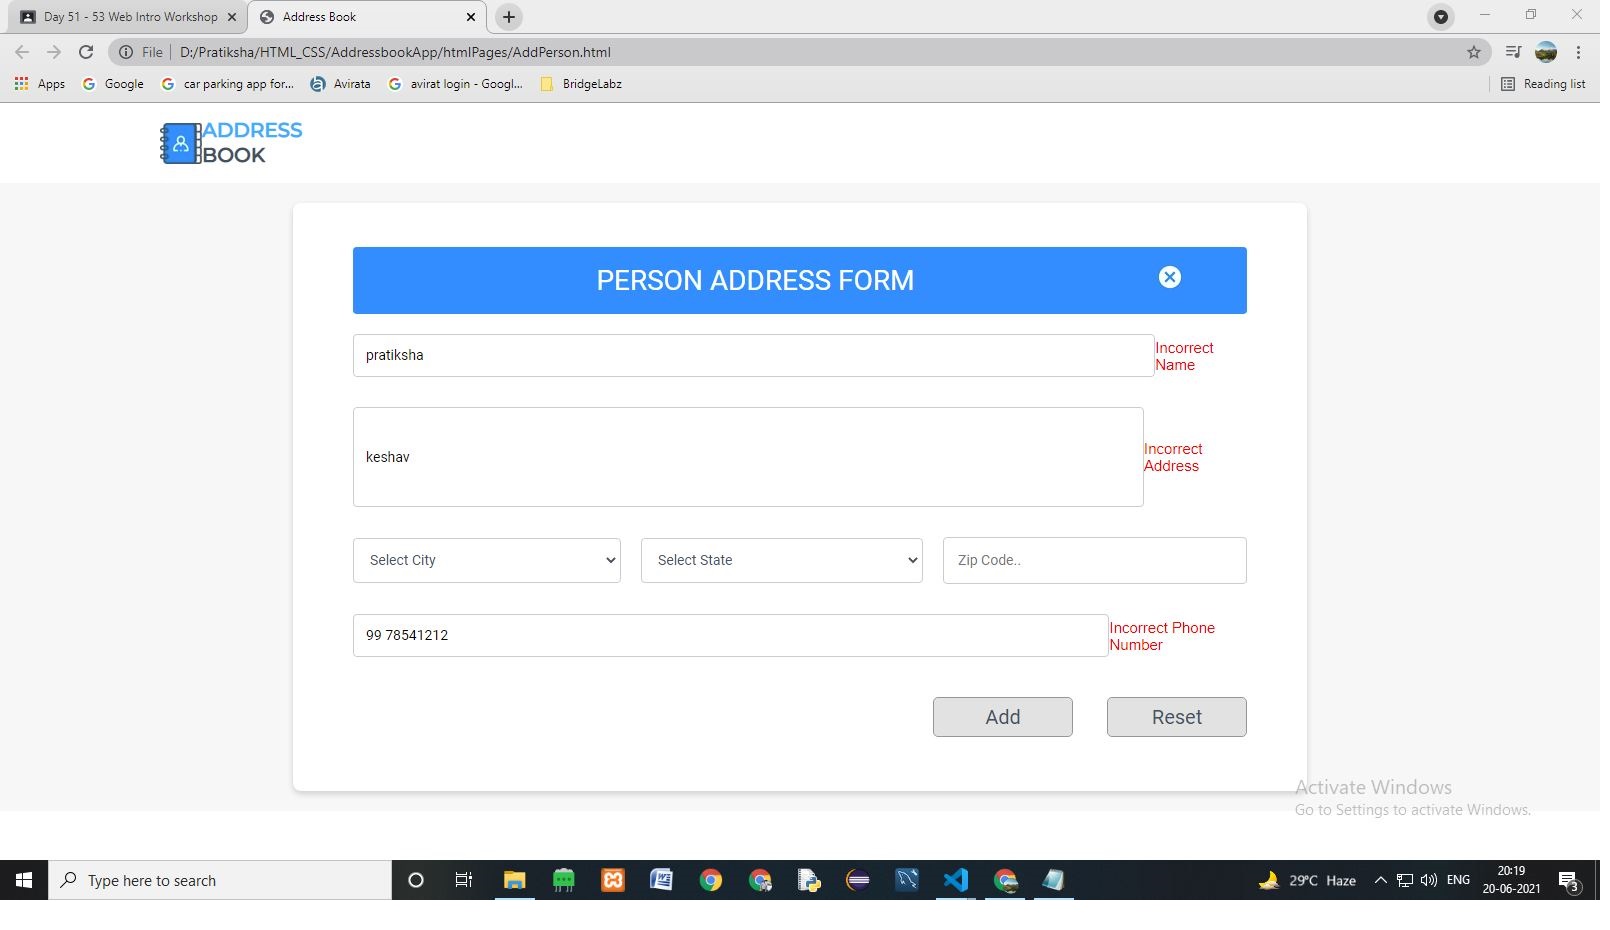 Day 51 - 53 Web Intro Workshop
Address Book
File
D:/Pratiksha/HTML_CSS/AddressbookApp/htmlPages/AddPerson.html
Apps
Google
car parking app for...
Avirata
avirat login - Googl...
BridgeLabz
Reading list
ADDRESS
BOOK
PERSON ADDRESS FORM
pratiksha
Incorrect
Name
keshav
Incorrect
Address
Select City
Select State
Zip Code..
99 78541212
Incorrect Phone
Number
Add
Reset
Activate Windows
Go to Settings to activate Windows.
Type here to search
29°C Haze
ENG
20:19
20-06-2021
3